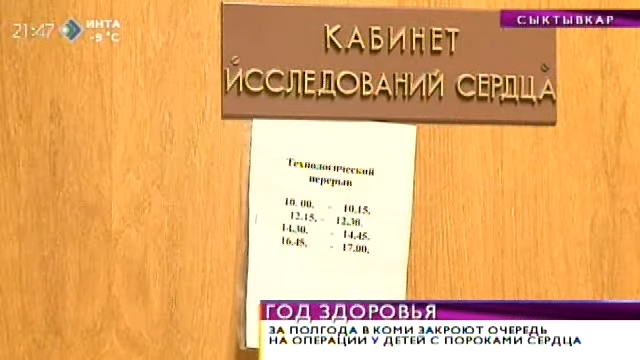 21:47
ИНТА
-9 °C
СЫКТЫВКАР
КАБИНЕТ
ИССЛЕДОВАНИЙ СЕРДЦА
Технологический
перерыв
10. 00. - 10.15.
12.15. - 12.30.
14.30. - 14.45.
16.45. - 17.00.
ГОД ЗДОРОВЬЯ
ЗА ПОЛГОДА В КОМИ ЗАКРОЮТ ОЧЕРЕДЬ
НА ОПЕРАЦИИ У ДЕТЕЙ С ПОРОКАМИ СЕРДЦА